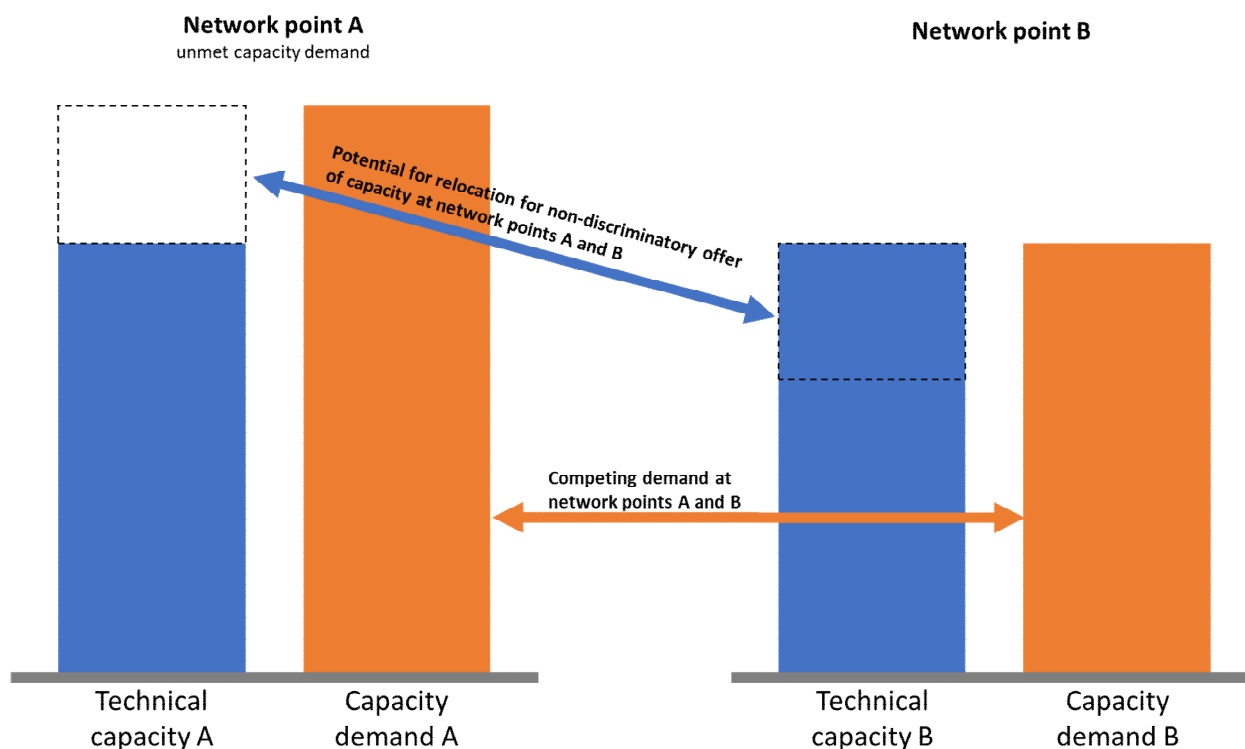 Network point A
unmet capacity demand
Network point B
Potential for relocation for non-discriminatory offer
of capacity at network points A and B
Competing demand at
network points A and B
Technical
capacity A
Capacity
demand A
Technical
capacity B
Capacity
demand B